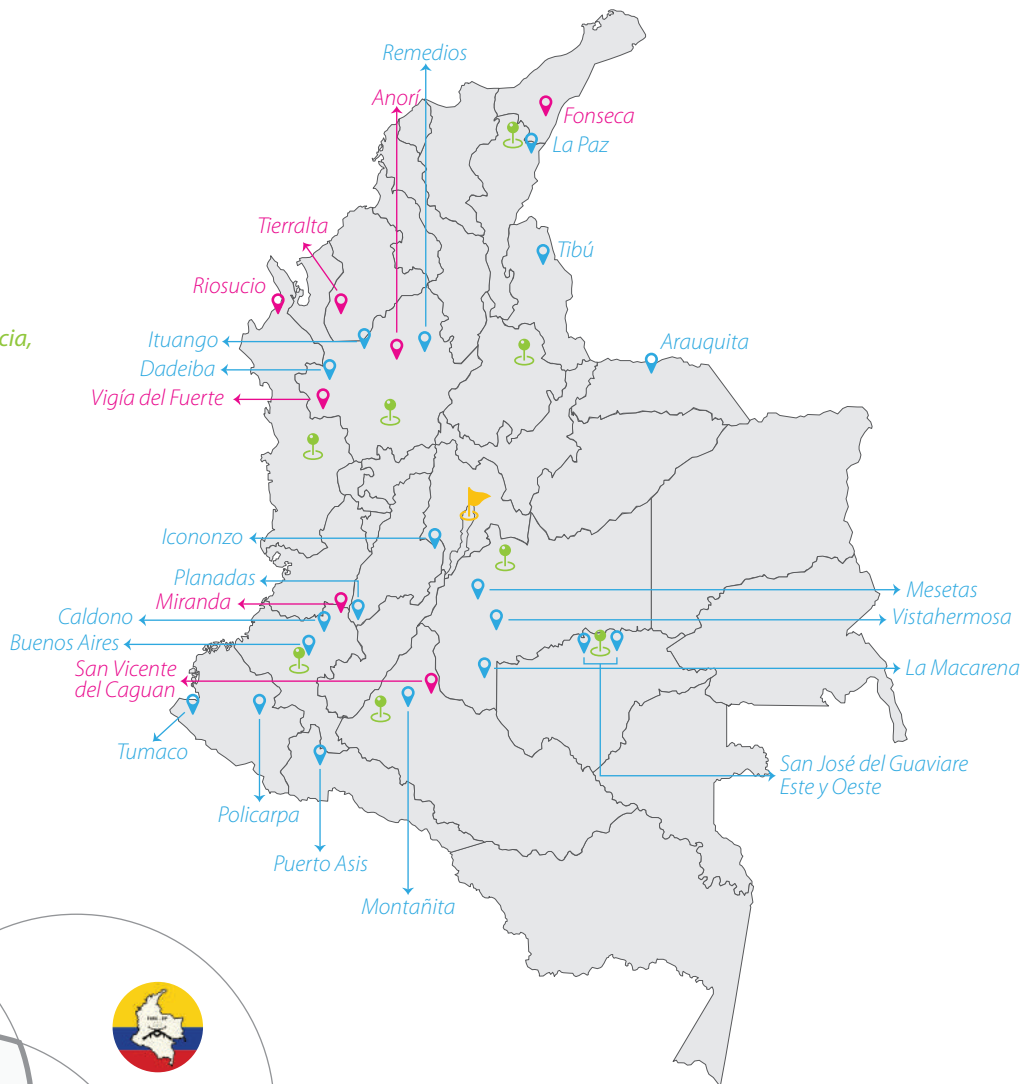 Remedios
Anorí
Fonseca
La Paz
Tierralta
Tibú
Riosucio
cia,
Ituango
Arauquita
Dadeiba
Vigía del Fuerte
Icononzo
Planadas
Mesetas
Miranda
Caldono
Vistahermosa
Buenos Aires
San Vicente
del Caguan
La Macarena
Tumaco
San José del Guaviare
Este y Oeste
Policarpa
Puerto Asis
Montañita